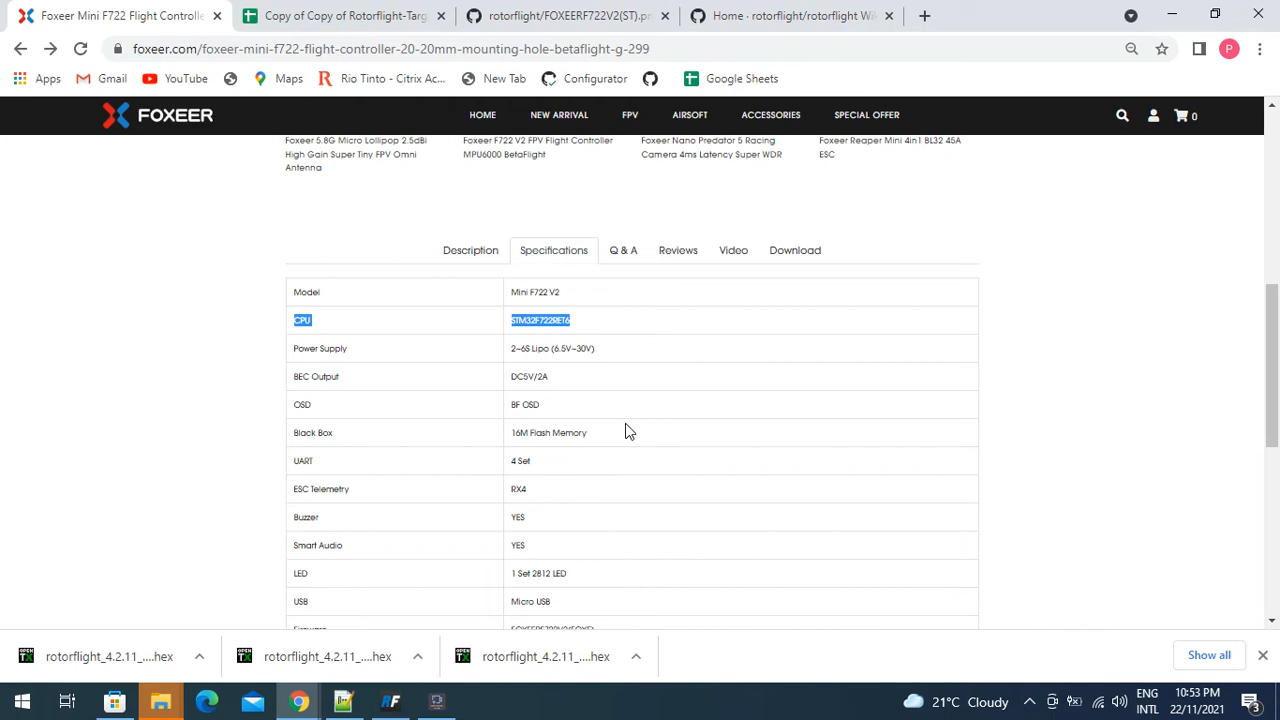 Foxeer Mini F722 Flight Controlle
Copy of Copy of Rotorflight-Targ
rotorflight/FOXEERF722V2(ST).pr
Home · rotorflight/rotorflight Wik
foxeer.com/foxeer-mini-f722-flight-controller-20-20mm-mounting-hole-betaflight-g-299
P
Apps
Gmail
YouTube
Maps
Rio Tinto - Citrix Ac...
New Tab
Configurator
Google Sheets
FOXEER
HOME
NEW ARRIVAL
FPV
AIRSOFT
ACCESSORIES
SPECIAL OFFER
0
Foxeer 5.8G Micro Lollipop 2.5dBi
High Gain Super Tiny FPV Omni
Antenna
Foxeer F722 V2 FPV Flight Controller
MPU6000 BetaFlight
Foxeer Nano Predator 5 Racing
Camera 4ms Latency Super WDR
Foxeer Reaper Mini 4in1 BL32 45A
ESC
Description
Specifications
Q & A
Reviews
Video
Download
Model Mini F722 V2
CPU STM32F722RET6
Power Supply 2~6S Lipo (6.5V~30V)
BEC Output DC5V/2A
OSD BF OSD
Black Box 16M Flash Memory
UART 4 Set
ESC Telemetry RX4
Buzzer YES
Smart Audio YES
LED 1 Set 2812 LED
USB Micro USB
rotorflight_4.2.11_....hex
rotorflight_4.2.11_....hex
rotorflight_4.2.11_....hex
Show all
RF
21°C Cloudy
ENG
INTL
10:53 PM
22/11/2021
3